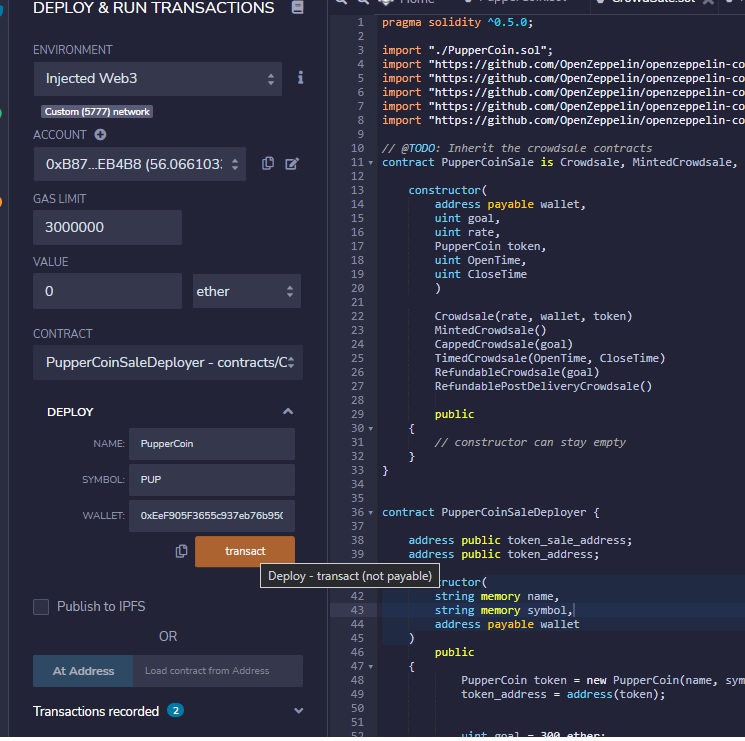 DEPLOY & RUN TRANSACTIONS
ENVIRONMENT
Injected Web3
Custom (5777) network
ACCOUNT
0xB87...EB4B8 (56.066103
GAS LIMIT
3000000
VALUE
0
ether
CONTRACT
PupperCoinSaleDeployer - contracts/C
DEPLOY
NAME:
PupperCoin
SYMBOL:
PUP
WALLET:
0xEeF905F3655c937eb76b950
transact
Deploy - transact (not payable)
Publish to IPFS
OR
At Address
Load contract from Address
Transactions recorded 2
Home
CrowdSale.sol
1 pragma solidity ^0.5.0;
2
3 import "./PupperCoin.sol";
4 import "https://github.com/OpenZeppelin/openzeppelin-co
5 import "https://github.com/OpenZeppelin/openzeppelin-co
6 import "https://github.com/OpenZeppelin/openzeppelin-co
7 import "https://github.com/OpenZeppelin/openzeppelin-co
8 import "https://github.com/OpenZeppelin/openzeppelin-co
9
10 // @TODO: Inherit the crowdsale contracts
11 contract PupperCoinSale is Crowdsale, MintedCrowdsale,
12
13 constructor(
14 address payable wallet,
15 uint goal,
16 uint rate,
17 PupperCoin token,
18 uint OpenTime,
19 uint CloseTime
20 )
21
22 Crowdsale(rate, wallet, token)
23 MintedCrowdsale()
24 CappedCrowdsale(goal)
25 TimedCrowdsale(OpenTime, CloseTime)
26 RefundableCrowdsale(goal)
27 RefundablePostDeliveryCrowdsale()
28
29 public
30 {
31 // constructor can stay empty
32 }
33 }
34
35
36 contract PupperCoinSaleDeployer {
37
38 address public token_sale_address;
39 address public token_address;
tructor(
42 string memory name,
43 string memory symbol,
44 address payable wallet
45 )
46 public
47 {
48 PupperCoin token = new PupperCoin(name, sym
49 token_address = address(token);
50
51
52 uint goal = 300 ether;